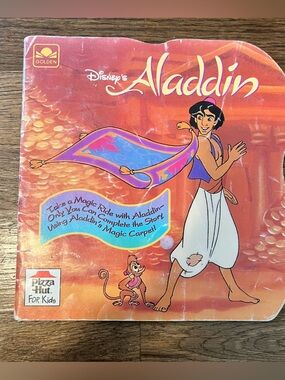 GOLDEN
Disney's
Aladdin
Take a Magic Ride with Aladdin-
Only You Can Complete the Story
Using Aladdin's Magic Carpet!
Pizza
Hut
FOR Kids